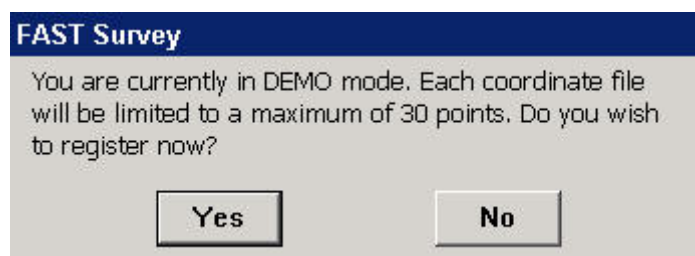 FAST Survey
You are currently in DEMO mode. Each coordinate file
will be limited to a maximum of 30 points. Do you wish
to register now?
Yes No